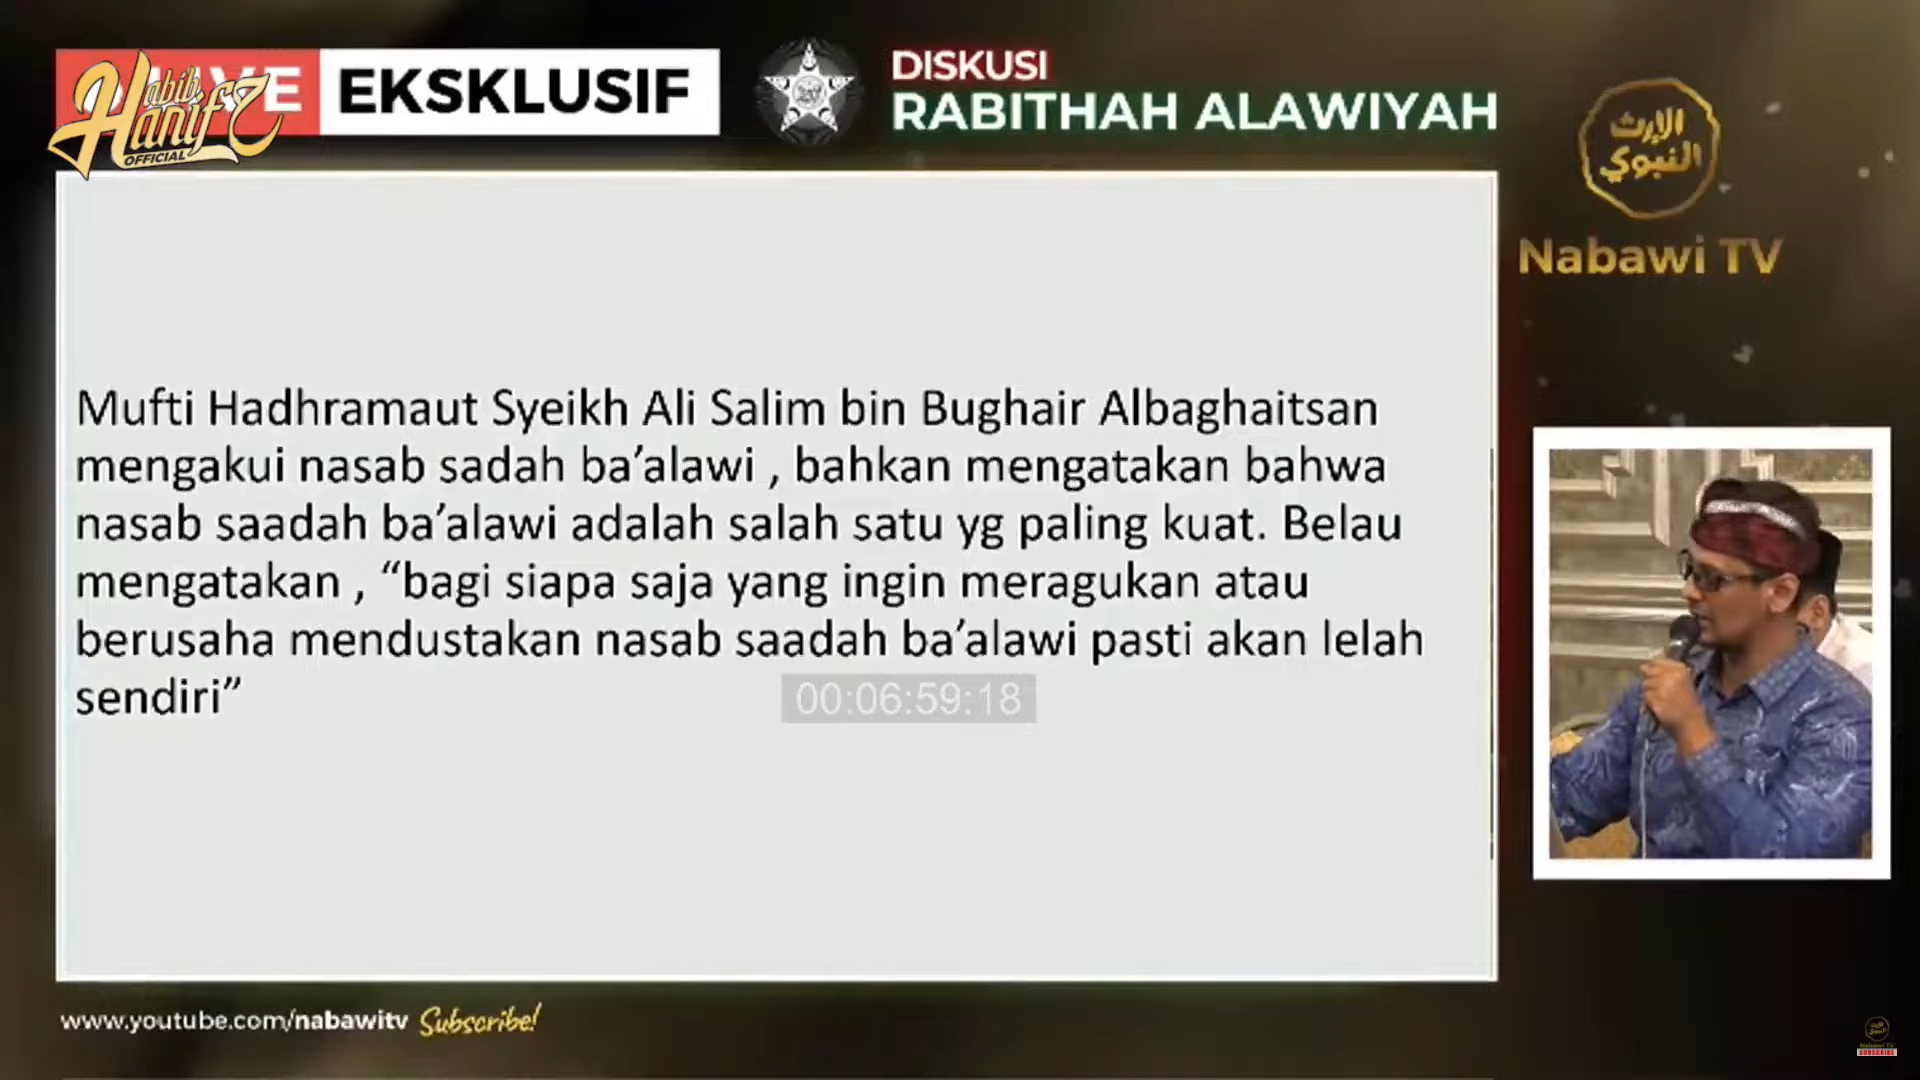 Habib
Hanif
OFFICIAL
EKSKLUSIF
DISKUSI
RABITHAH ALAWIYAH
الإرث
النبوي
Nabawi TV
Mufti Hadhramaut Syeikh Ali Salim bin Bughair Albaghaitsan
mengakui nasab sadah ba’alawi , bahkan mengatakan bahwa
nasab saadah ba’alawi adalah salah satu yg paling kuat. Belau
mengatakan , “bagi siapa saja yang ingin meragukan atau
berusaha mendustakan nasab saadah ba’alawi pasti akan lelah
sendiri”
00:06:59:18
www.youtube.com/nabawitv Subscribe!
Nabawi TV
SUBSCRIBE